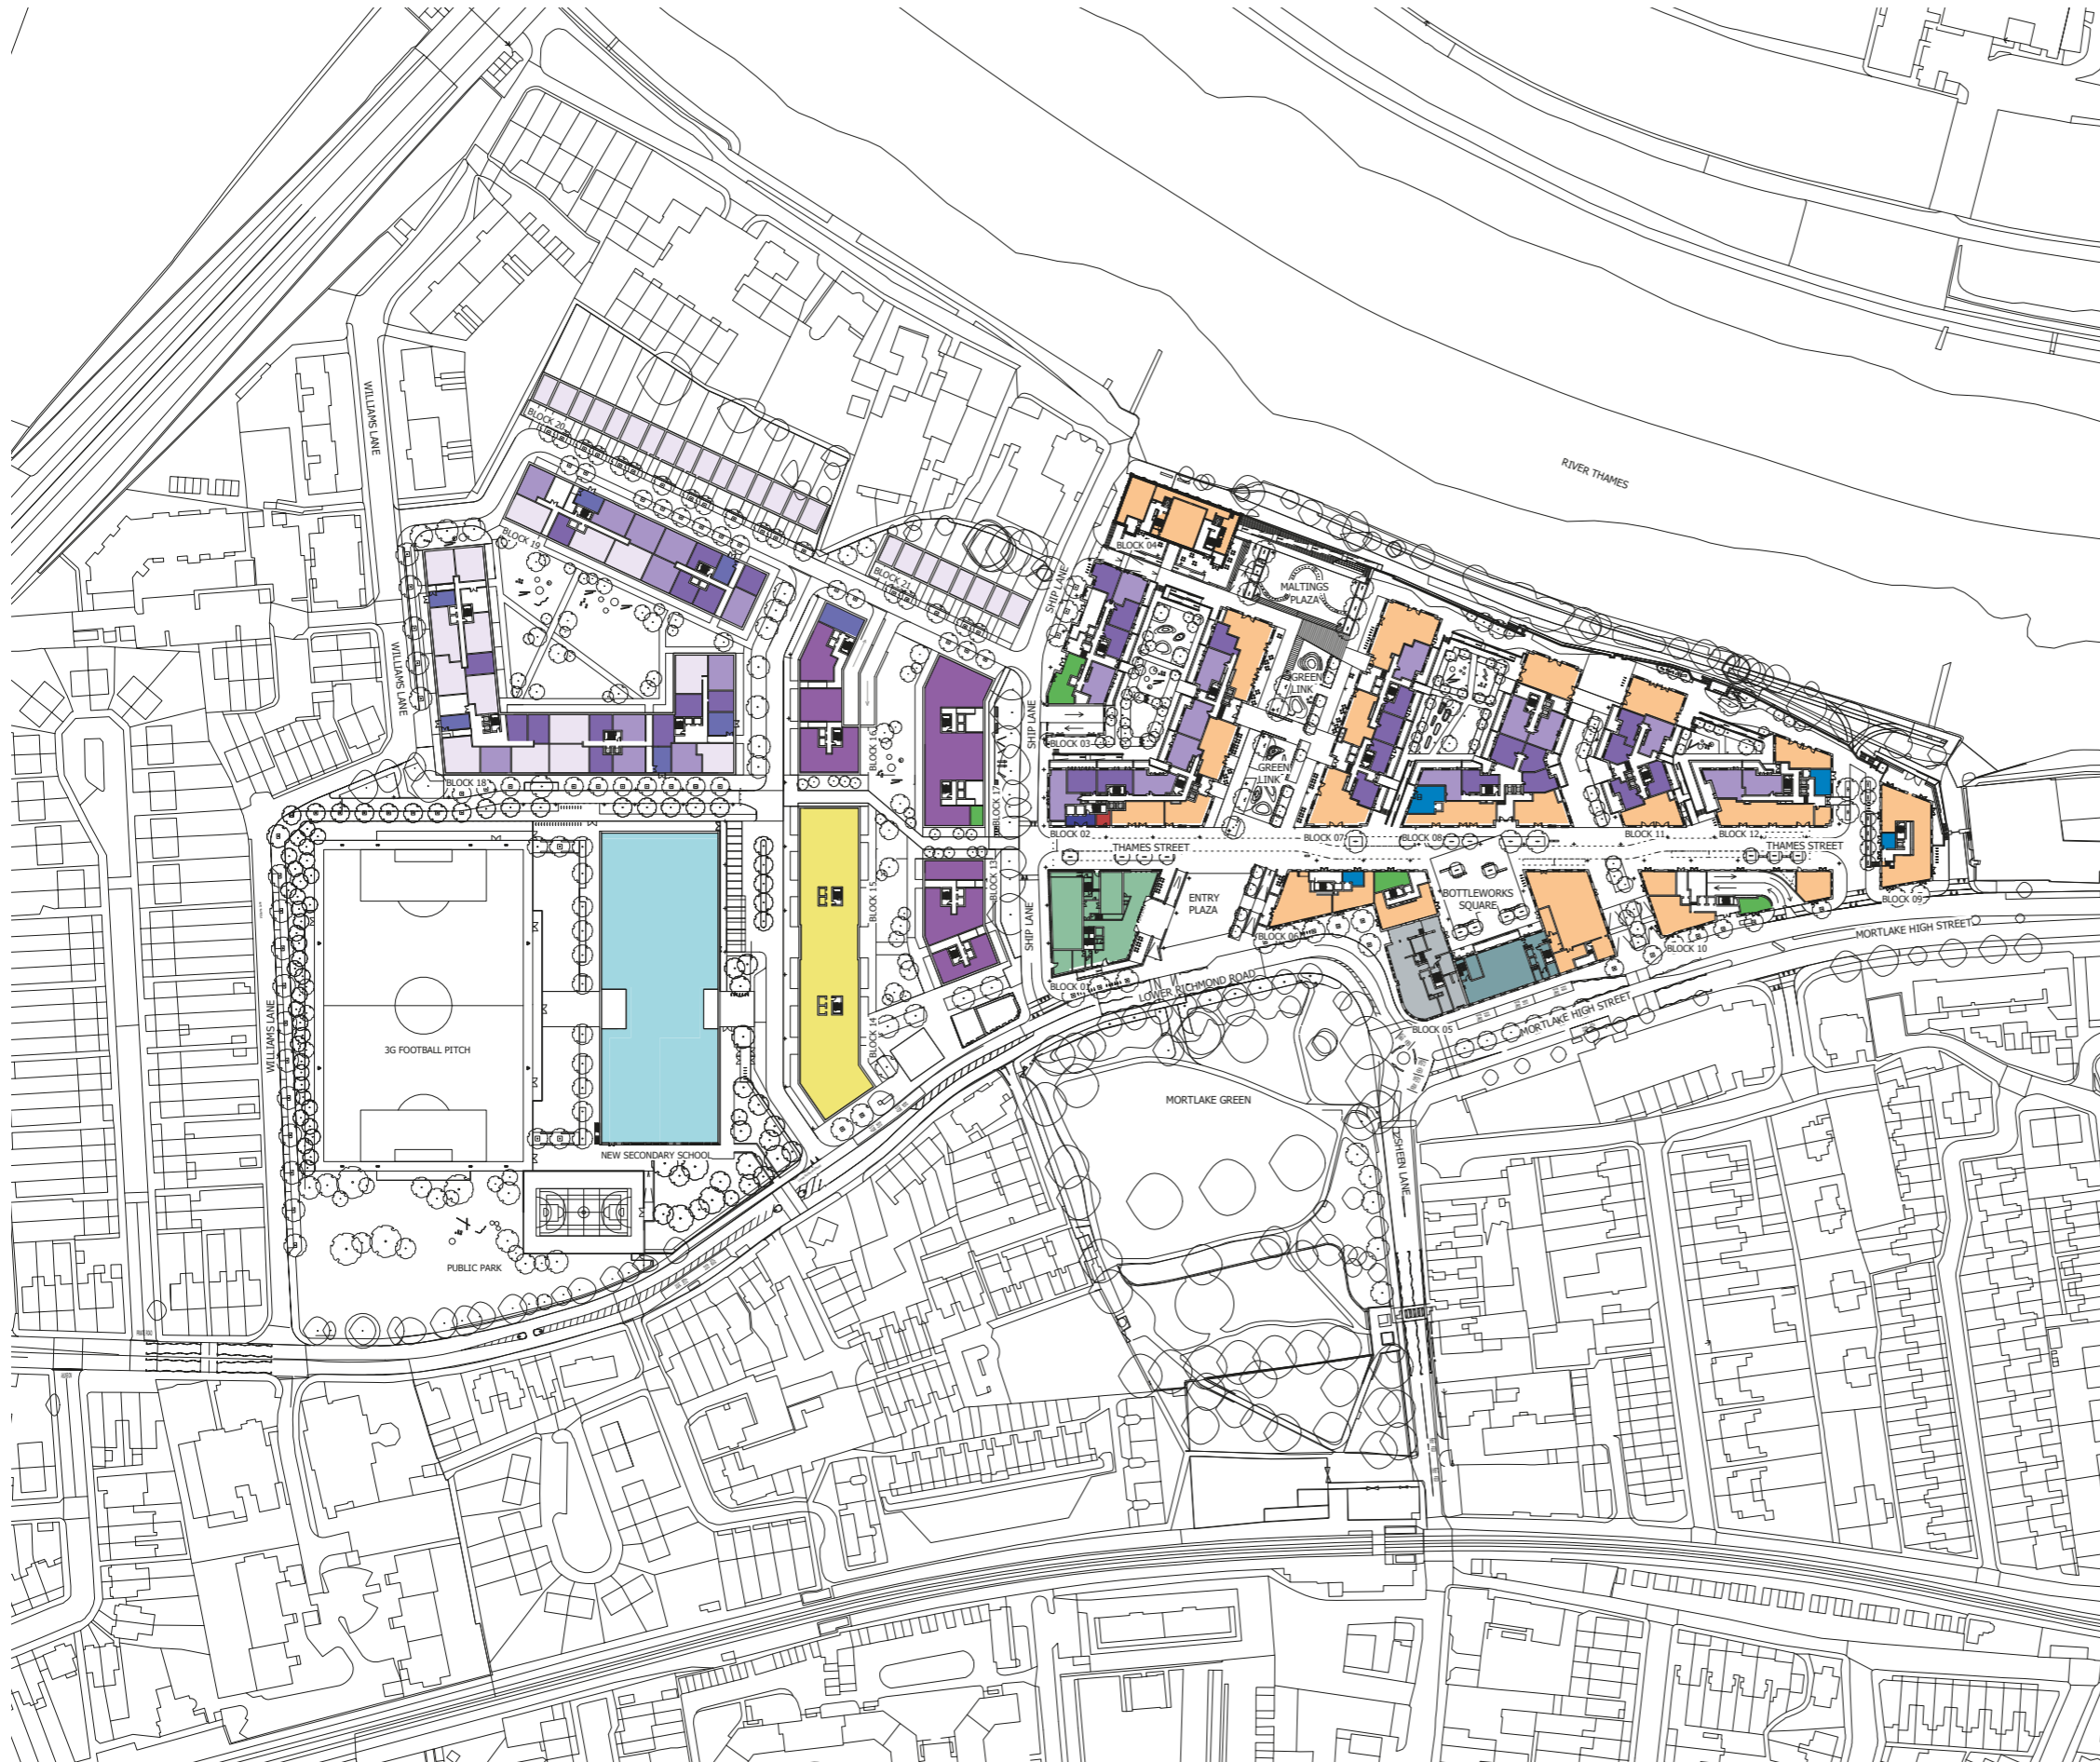 RIVER THAMES
WILLIAMS LANE
BLOCK 20
BLOCK 19
BLOCK 04
MALTINGS
PLAZA
BLOCK 21
SHIP LANE
WILLIAMS LANE
GREEN
LINK
SHIP LANE
BLOCK 16
BLOCK 03
GREEN
LINK
BLOCK 18
BLOCK 17
BLOCK 02
BLOCK 07
BLOCK 08
BLOCK 11
BLOCK 12
THAMES STREET
THAMES STREET
BLOCK 15
BLOCK 13
ENTRY
PLAZA
BOTTLEWORKS
SQUARE
BLOCK 09
SHIP LANE
BLOCK 06
BLOCK 10
MORTLAKE HIGH STREET
BLOCK 01
LOWER RICHMOND ROAD
MORTLAKE HIGH STREET
BLOCK 05
WILLIAMS LANE
3G FOOTBALL PITCH
BLOCK 14
MORTLAKE GREEN
NEW SECONDARY SCHOOL
SHEEN LANE
PUBLIC PARK